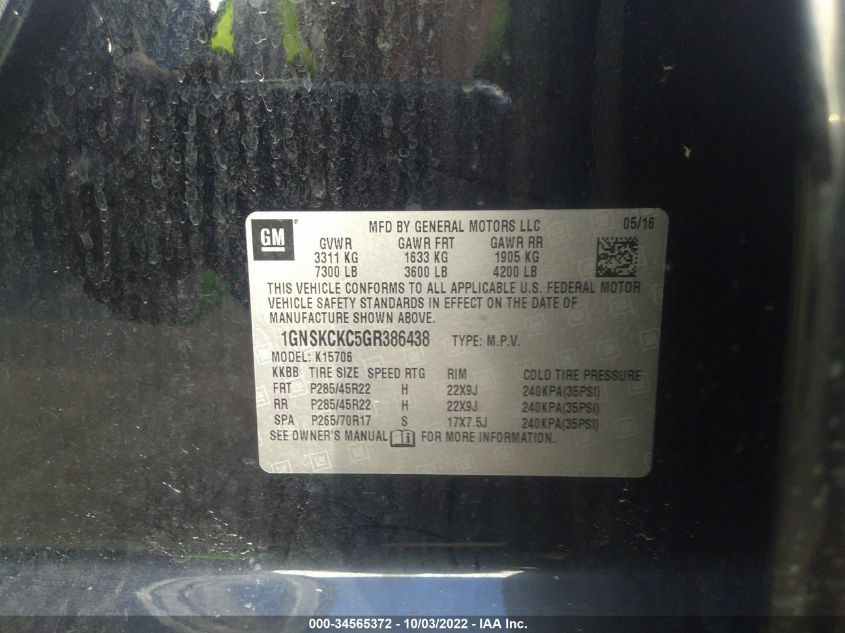 GM
MFD BY GENERAL MOTORS LLC 05/16
GVWR GAWR FRT GAWR RR
3311 KG 1633 KG 1905 KG
7300 LB 3600 LB 4200 LB
THIS VEHICLE CONFORMS TO ALL APPLICABLE U.S. FEDERAL MOTOR
VEHICLE SAFETY STANDARDS IN EFFECT ON THE DATE OF
MANUFACTURE SHOWN ABOVE.
1GNSKCKC5GR386438 TYPE: M.P.V.
MODEL: K15706
KKBB TIRE SIZE SPEED RTG RIM COLD TIRE PRESSURE
FRT P285/45R22 H 22X9J 240KPA(35PSI)
RR P285/45R22 H 22X9J 240KPA(35PSI)
SPA P265/70R17 S 17X7.5J 240KPA(35PSI)
SEE OWNER'S MANUAL FOR MORE INFORMATION.
000-34565372 - 10/03/2022 - IAA Inc.